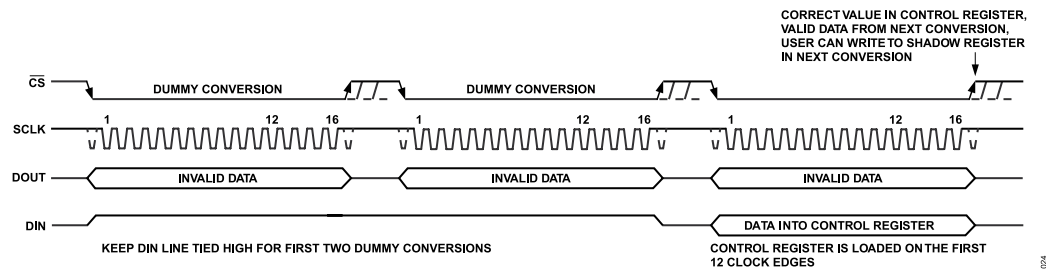 CORRECT VALUE IN CONTROL REGISTER,
VALID DATA FROM NEXT CONVERSION,
USER CAN WRITE TO SHADOW REGISTER
IN NEXT CONVERSION
CS DUMMY CONVERSION DUMMY CONVERSION
SCLK 1 12 16 1 12 16 1 12 16
DOUT INVALID DATA INVALID DATA INVALID DATA
DIN DATA INTO CONTROL REGISTER
KEEP DIN LINE TIED HIGH FOR FIRST TWO DUMMY CONVERSIONS
CONTROL REGISTER IS LOADED ON THE FIRST
12 CLOCK EDGES
024